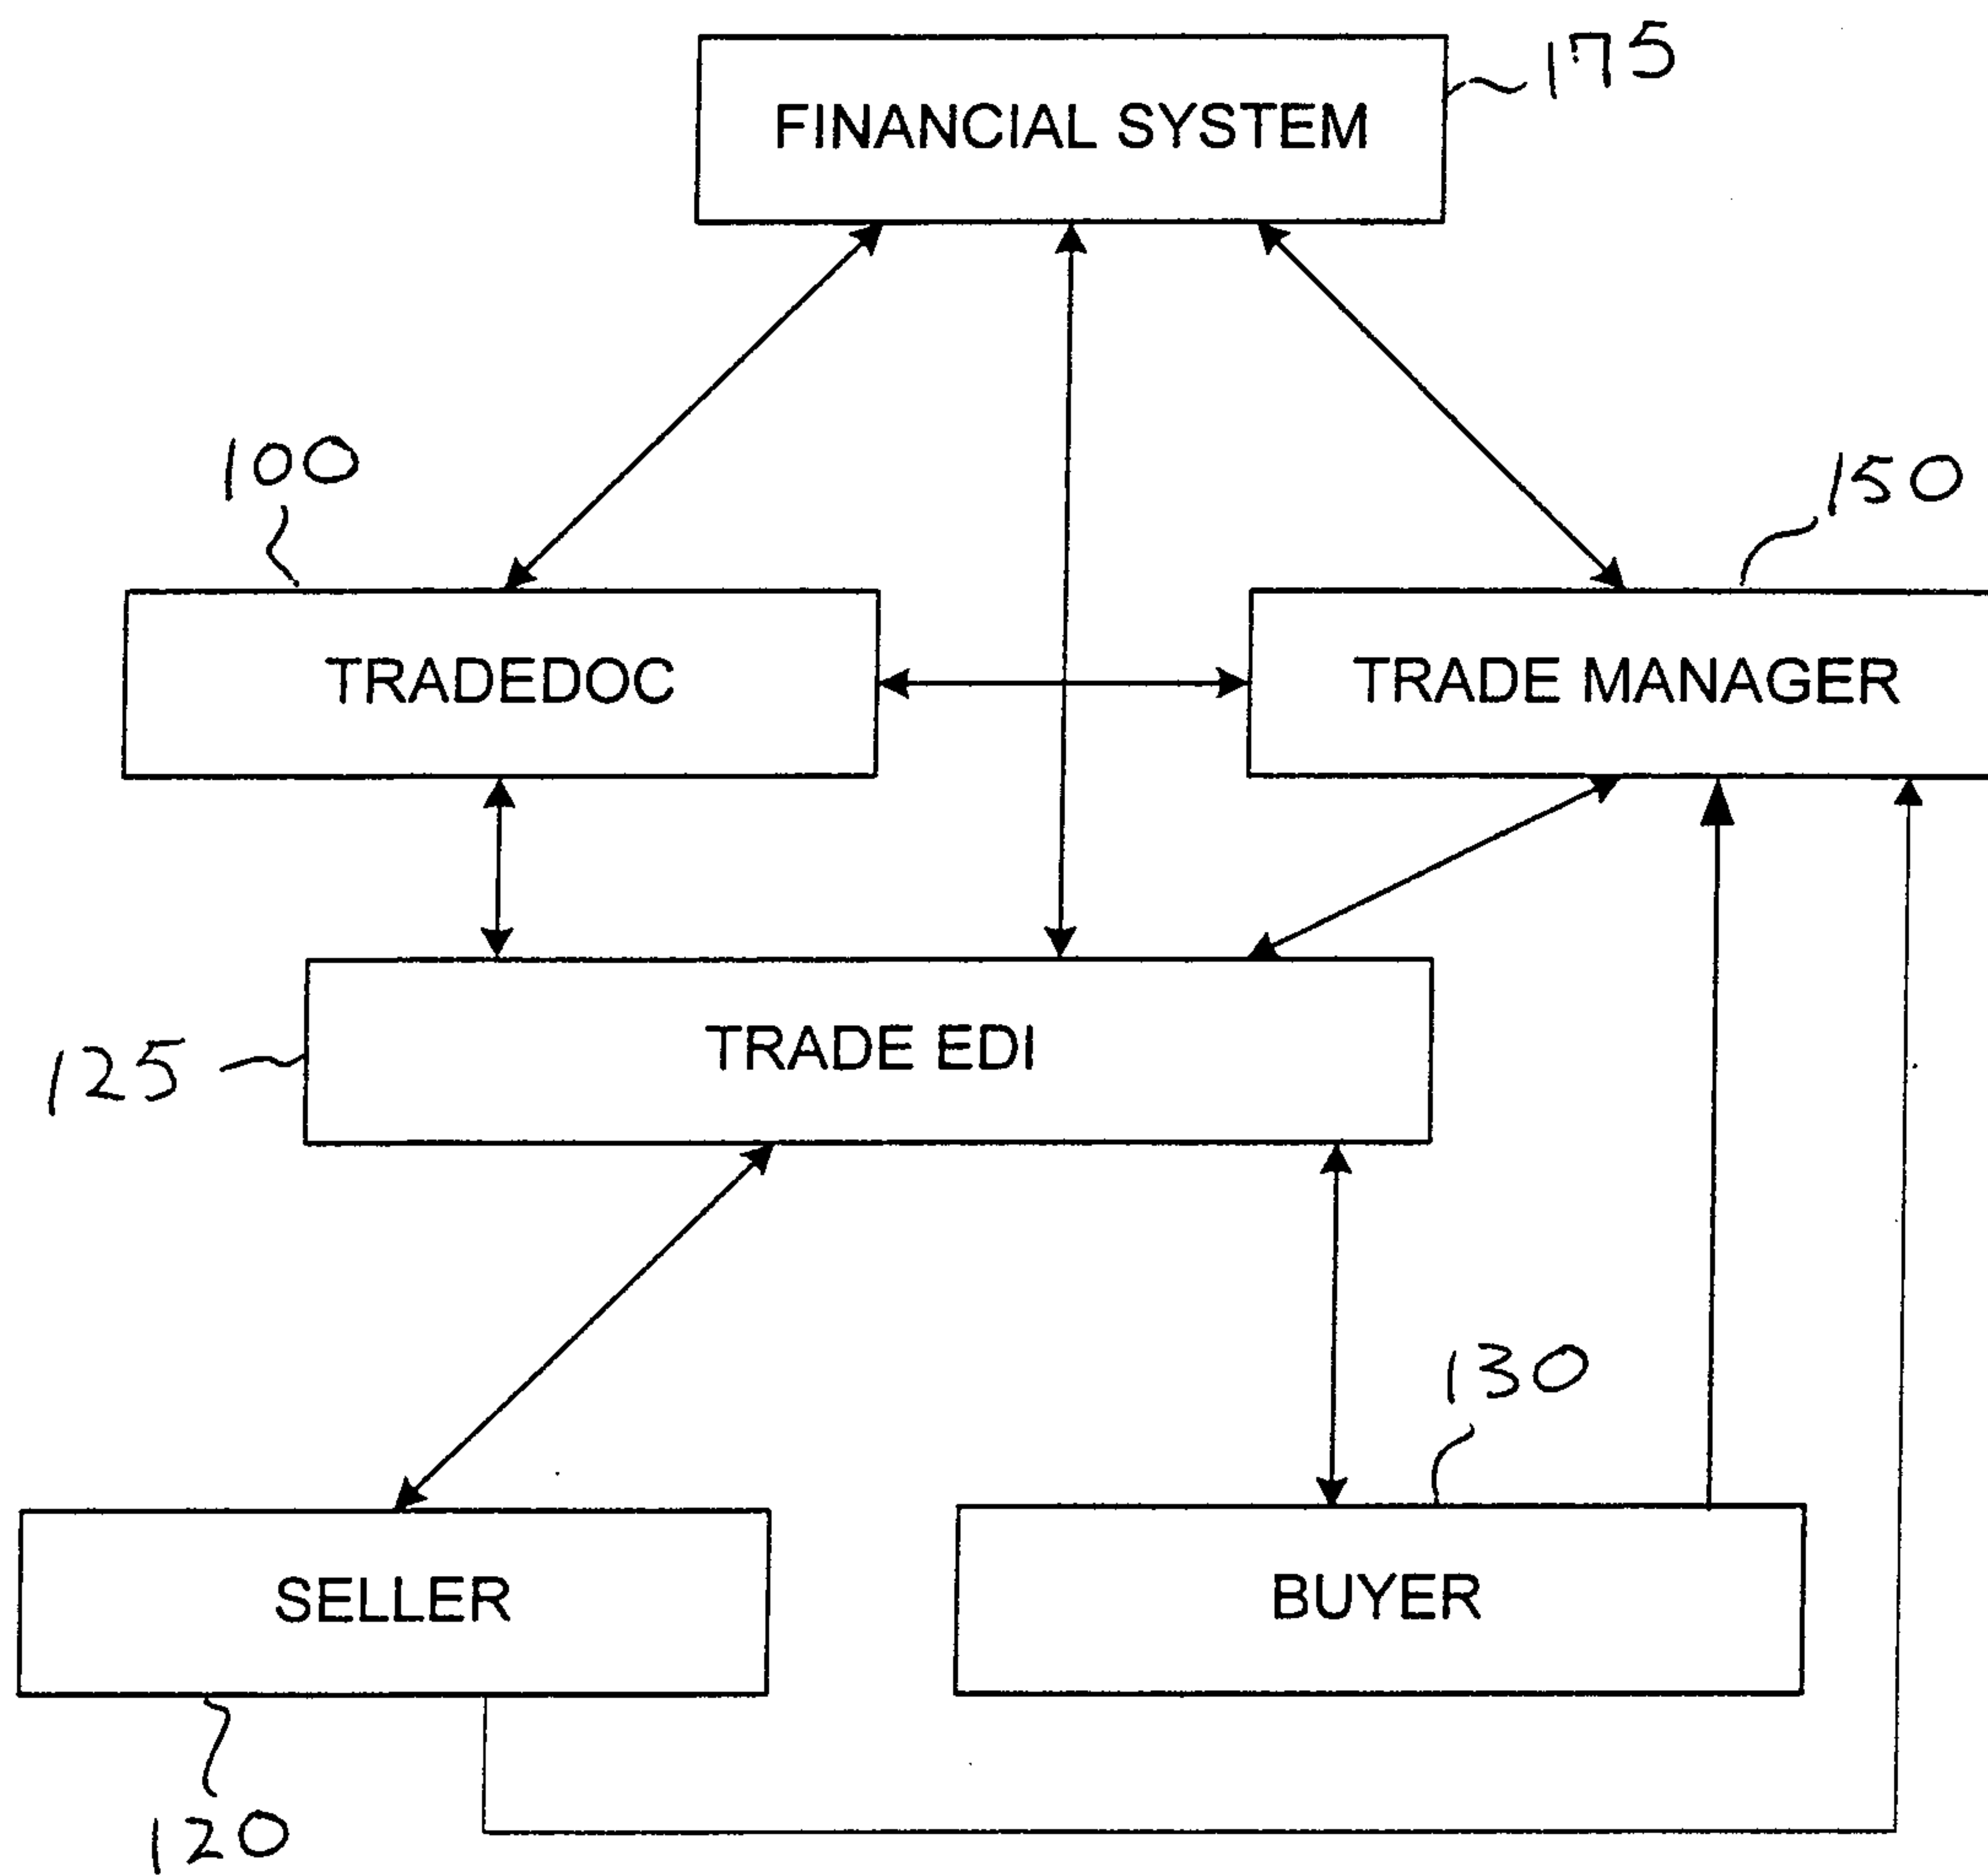 175
FINANCIAL SYSTEM
100
150
TRADEDOC
TRADE MANAGER
TRADE EDI
125
130
SELLER
BUYER
120